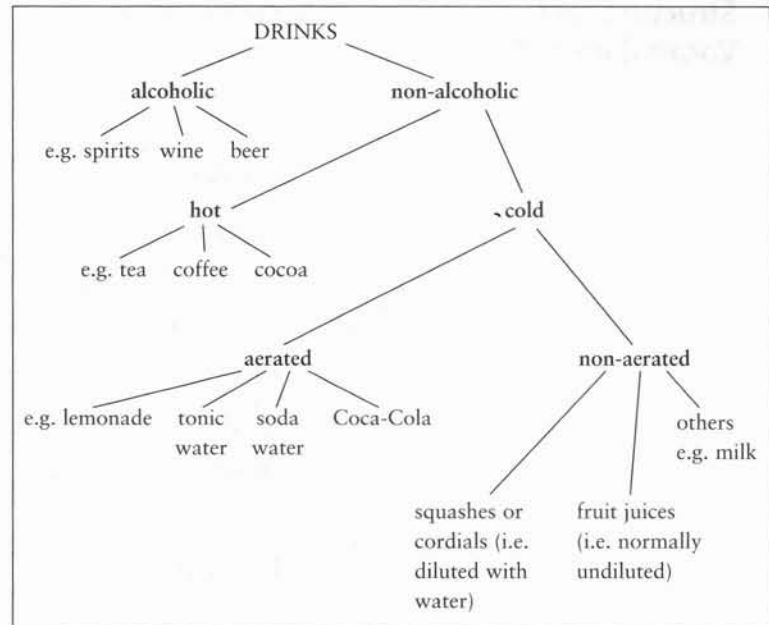 DRINKS
alcoholic non-alcoholic
e.g. spirits wine beer
hot cold
e.g. tea coffee cocoa
aerated non-aerated
e.g. lemonade tonic water soda water Coca-Cola
others
e.g. milk
squashes or
cordials (i.e.
diluted with
water)
fruit juices
(i.e. normally
undiluted)